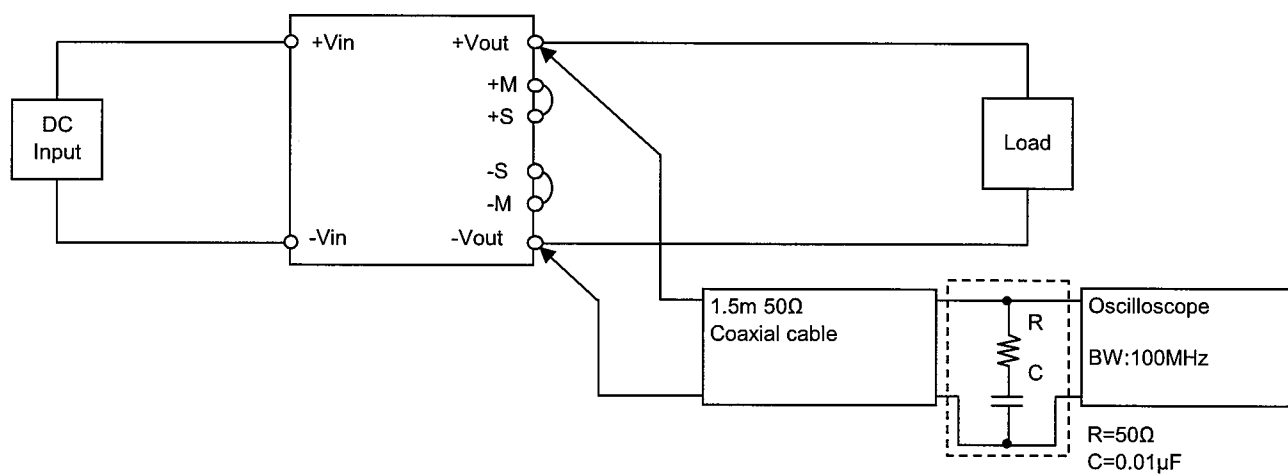 +Vin
+Vout
+M
+S
DC
Input
Load
-S
-M
-Vin
-Vout
1.5m 50Ω
Coaxial cable
R
C
Oscilloscope
BW:100MHz
R=50Ω
C=0.01µF